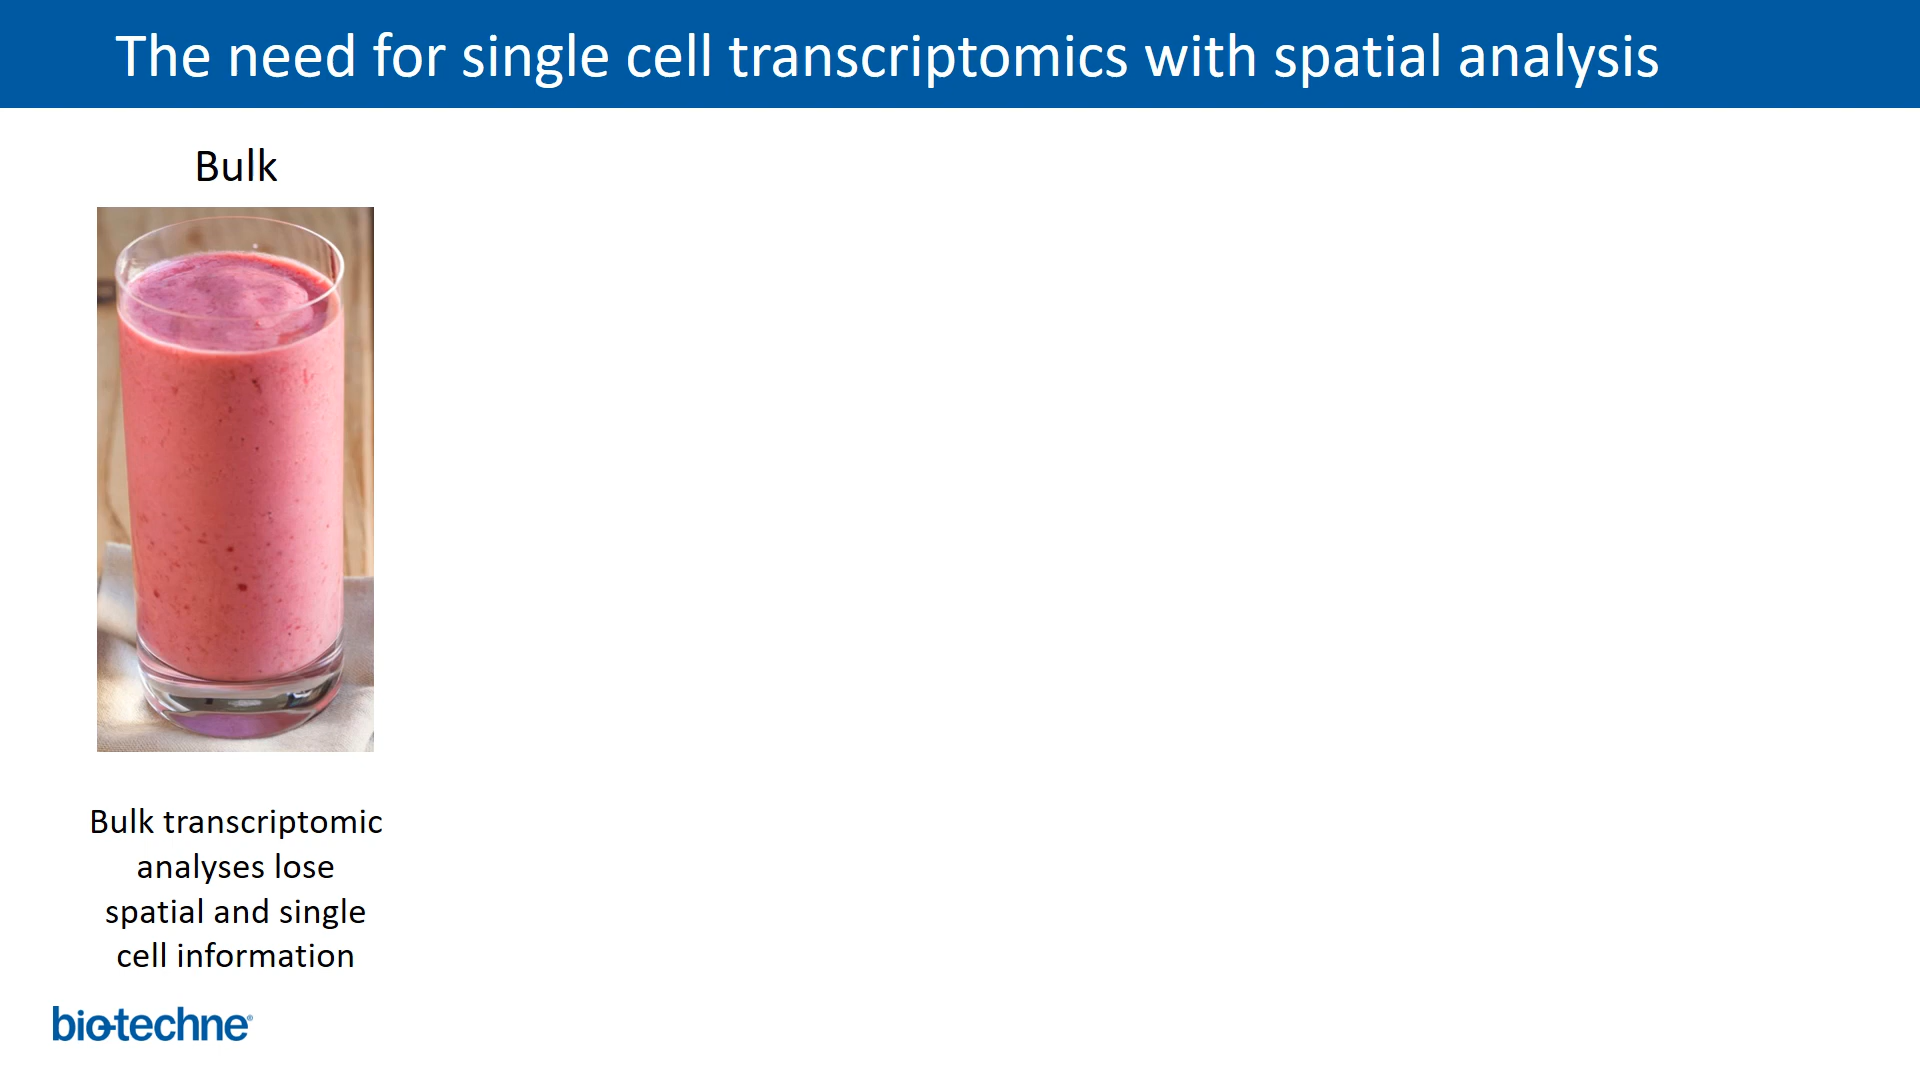 The need for single cell transcriptomics with spatial analysis
Bulk
Bulk transcriptomic
analyses lose
spatial and single
cell information
bio-techne®